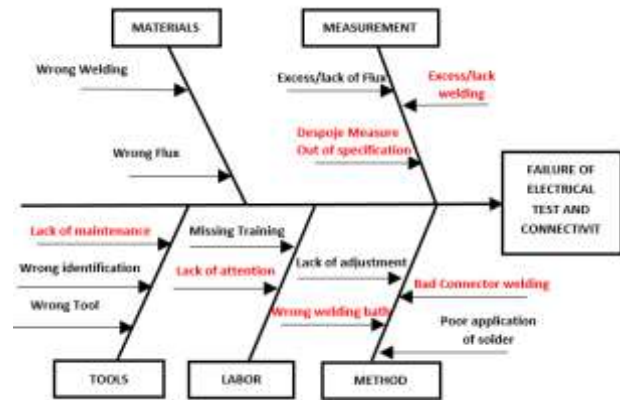 MATERIALS
MEASUREMENT
Wrong Welding
Wrong Flux
Excess/lack of Flux
Excess/lack
welding
Despoje Measure
Out of specification
FAILURE OF
ELECTRICAL
TEST AND
CONNECTIVIT
Lack of maintenance
Wrong identification
Wrong Tool
Missing Training
Lack of attention
Lack of adjustment
Wrong welding bath
Bad Connector welding
Poor application
of solder
TOOLS
LABOR
METHOD